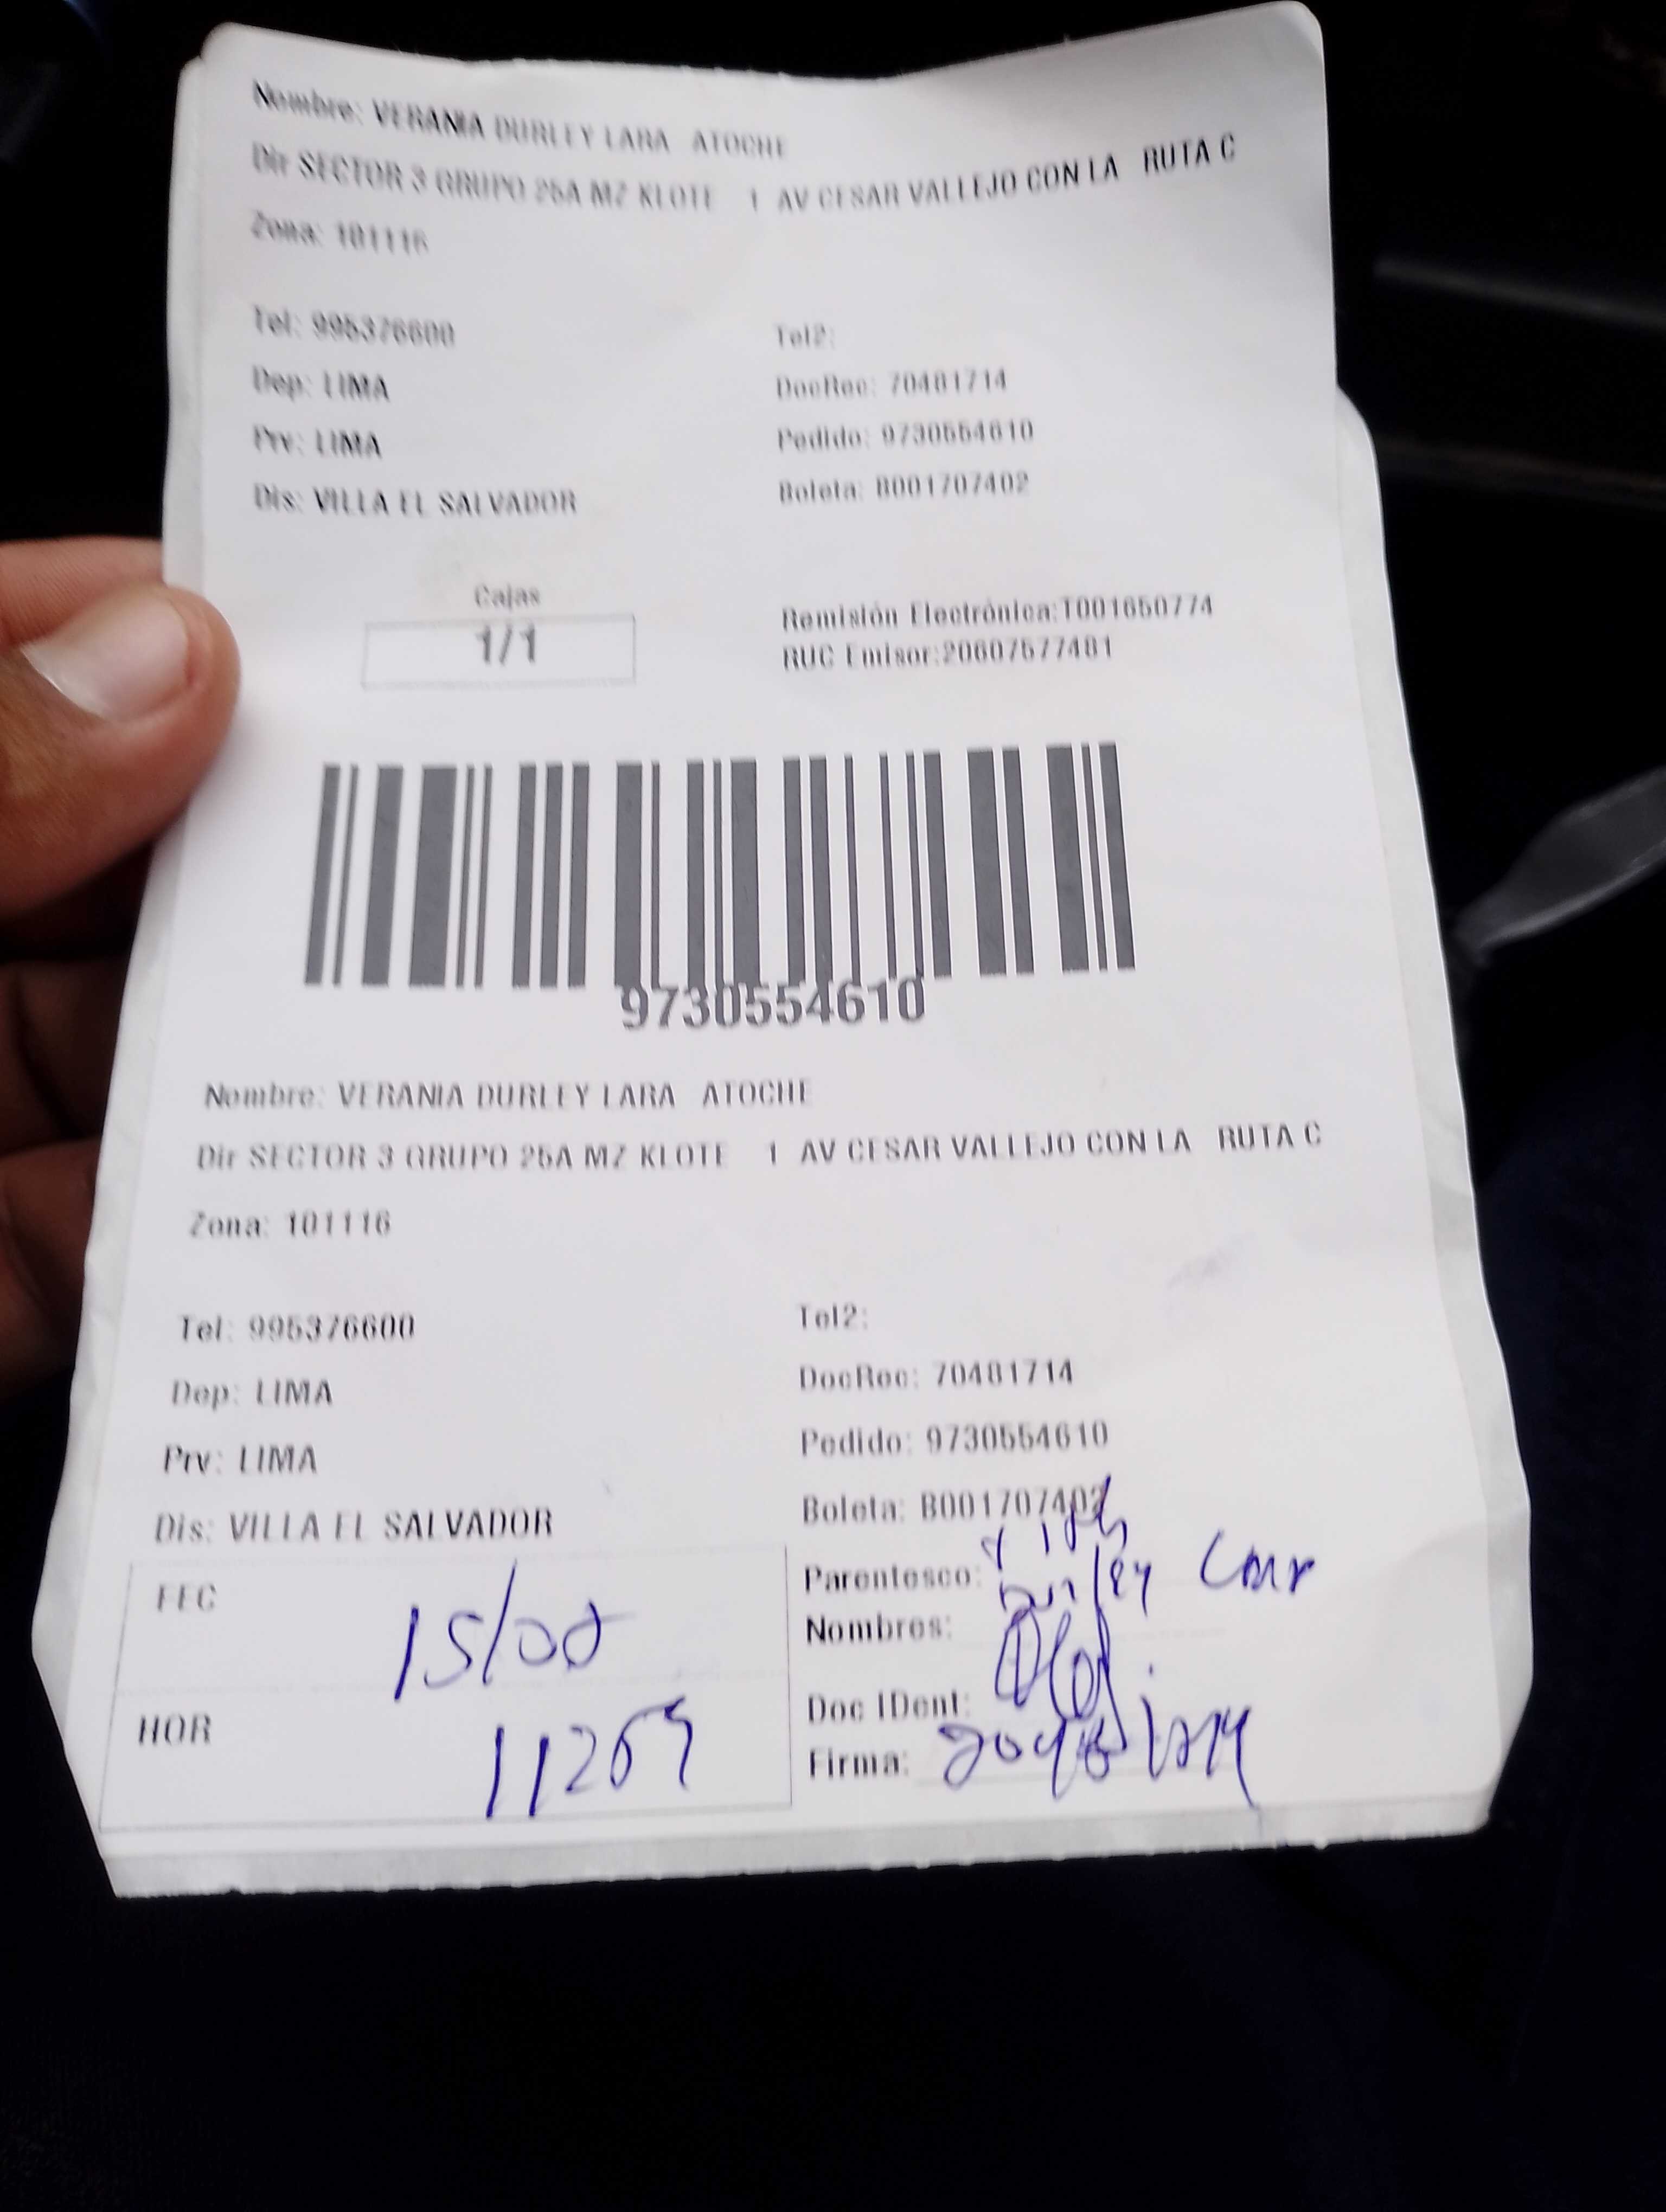 Nombre: VERANIA DURLEY LARA ATOCHE
Dir SECTOR 3 GRUPO 25A MZ KLOTE 1 AV CESAR VALLEJO CON LA RUTA C
Zona: 101116
Tel: 995376600 Tel2:
Dep: LIMA DocRec: 70481714
Prv: LIMA Pedido: 9730554610
Dis: VILLA EL SALVADOR Boleta: B001707402
Cajas
1/1
Remisión Electrónica:T001650774
RUC Emisor:20607577481
9730554610
Nombre: VERANIA DURLEY LARA ATOCHE
Dir SECTOR 3 GRUPO 25A MZ KLOTE 1 AV CESAR VALLEJO CON LA RUTA C
Zona: 101116
Tel: 995376600 Tel2:
Dep: LIMA DocRec: 70481714
Prv: LIMA Pedido: 9730554610
Dis: VILLA EL SALVADOR Boleta: B001707402
FEC 15/08
HOR
Parentesco:
Nombres:
Doc IDent:
Firma: